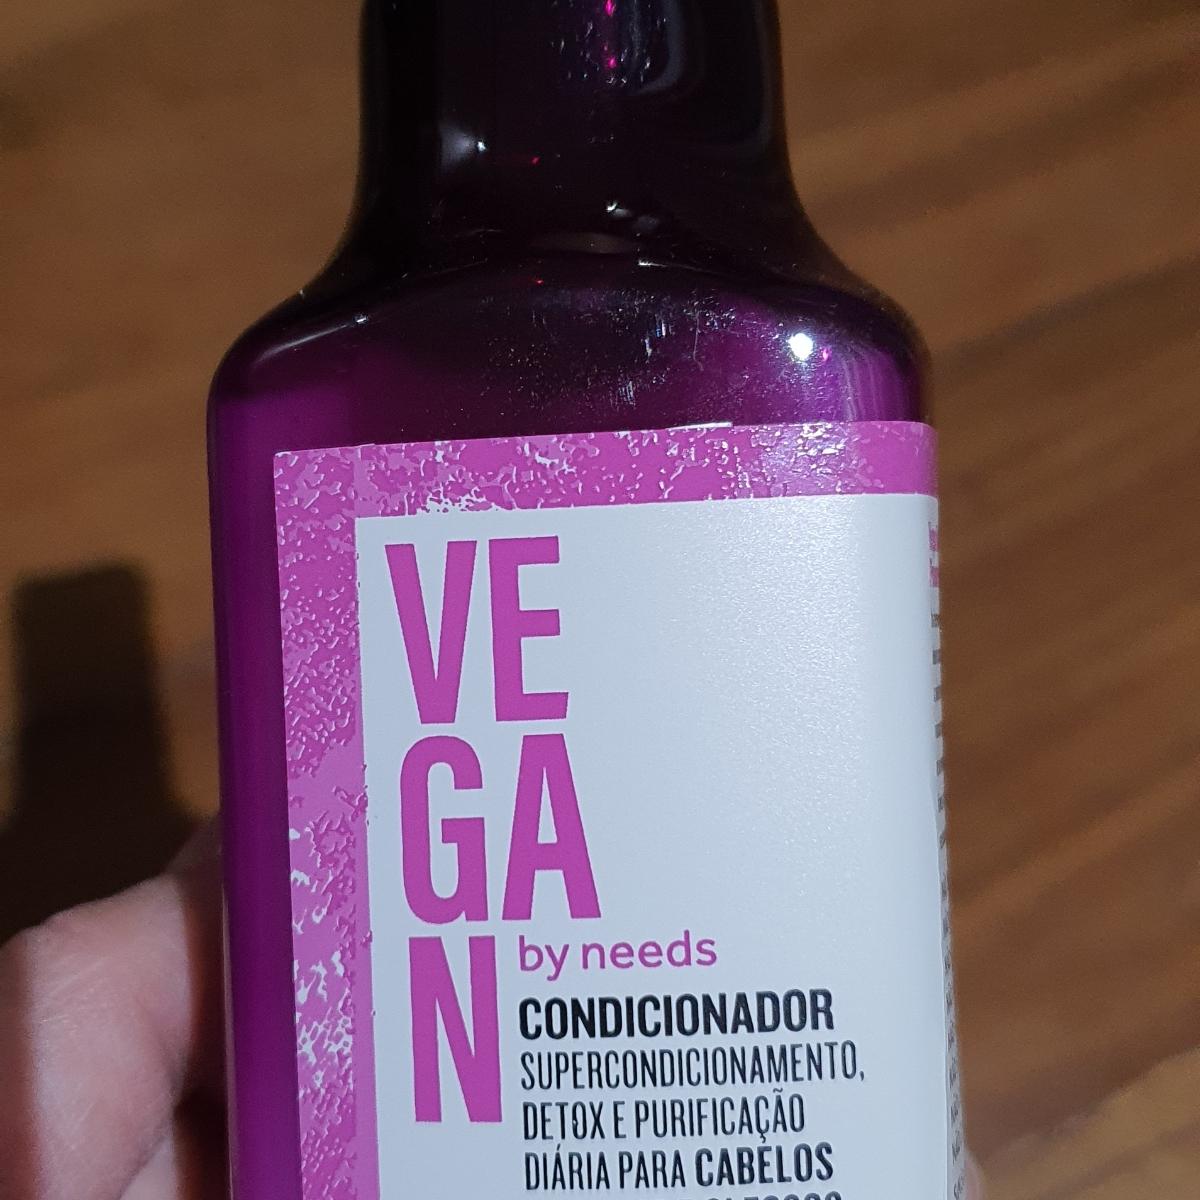 VE
GA
N
by needs
CONDICIONADOR
SUPERCONDICIONAMENTO,
DETOX E PURIFICAÇÃO
DIÁRIA PARA CABELOS